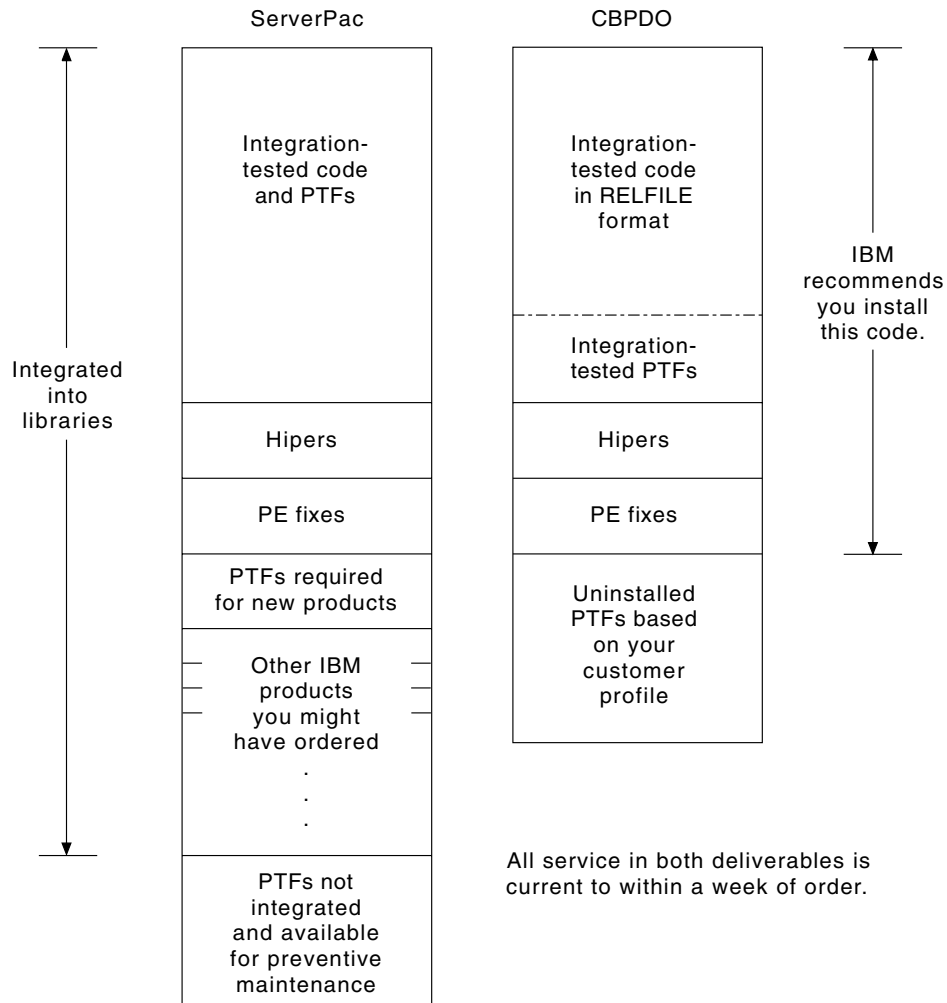 ServerPac
CBPDO
Integrated
into
libraries
Integration-
tested code
and PTFs
Hipers
PE fixes
PTFs required
for new products
Other IBM
products
you might
have ordered
.
.
.
PTFs not
integrated
and available
for preventive
maintenance
Integration-
tested code
in RELFILE
format
Integration-
tested PTFs
Hipers
PE fixes
Uninstalled
PTFs based
on your
customer
profile
IBM
recommends
you install
this code.
All service in both deliverables is
current to within a week of order.